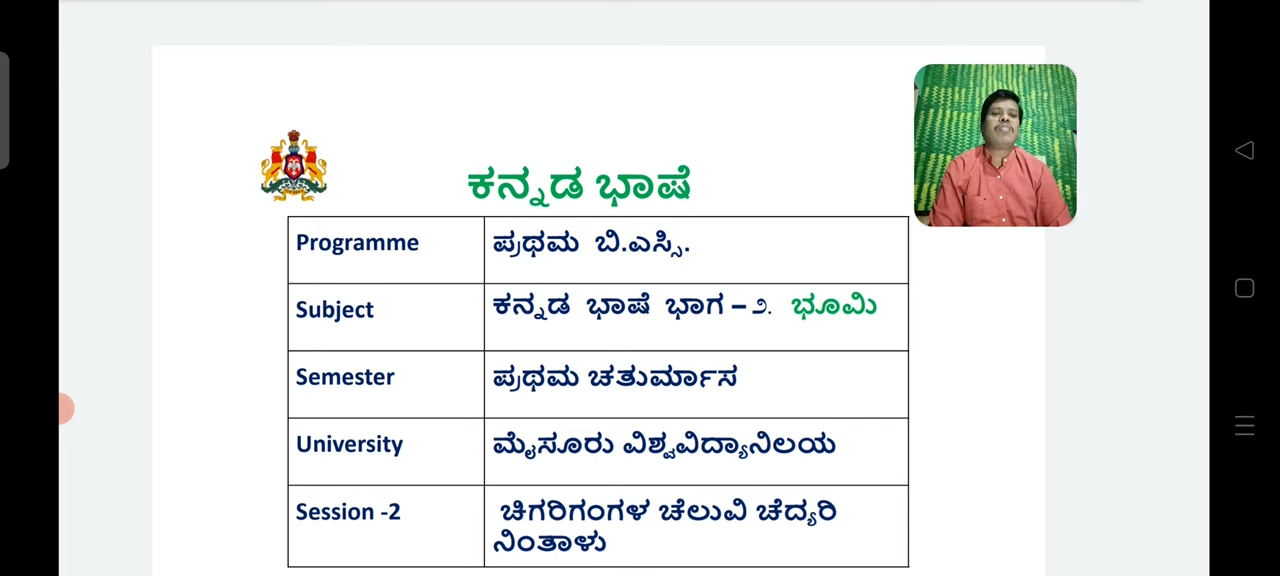 ಕನ್ನಡ ಭಾಷೆ
Programme ಪ್ರಥಮ ಬಿ.ಎಸ್ಸಿ.
Subject ಕನ್ನಡ ಭಾಷೆ ಭಾಗ – ೨. ಭೂಮಿ
Semester ಪ್ರಥಮ ಚತುರ್ಮಾಸ
University ಮೈಸೂರು ವಿಶ್ವವಿದ್ಯಾನಿಲಯ
Session -2 ಚಿಗರಿಗಂಗಳ ಚೆಲುವಿ ಚೆದ್ಯರಿ
ನಿಂತಾಳು